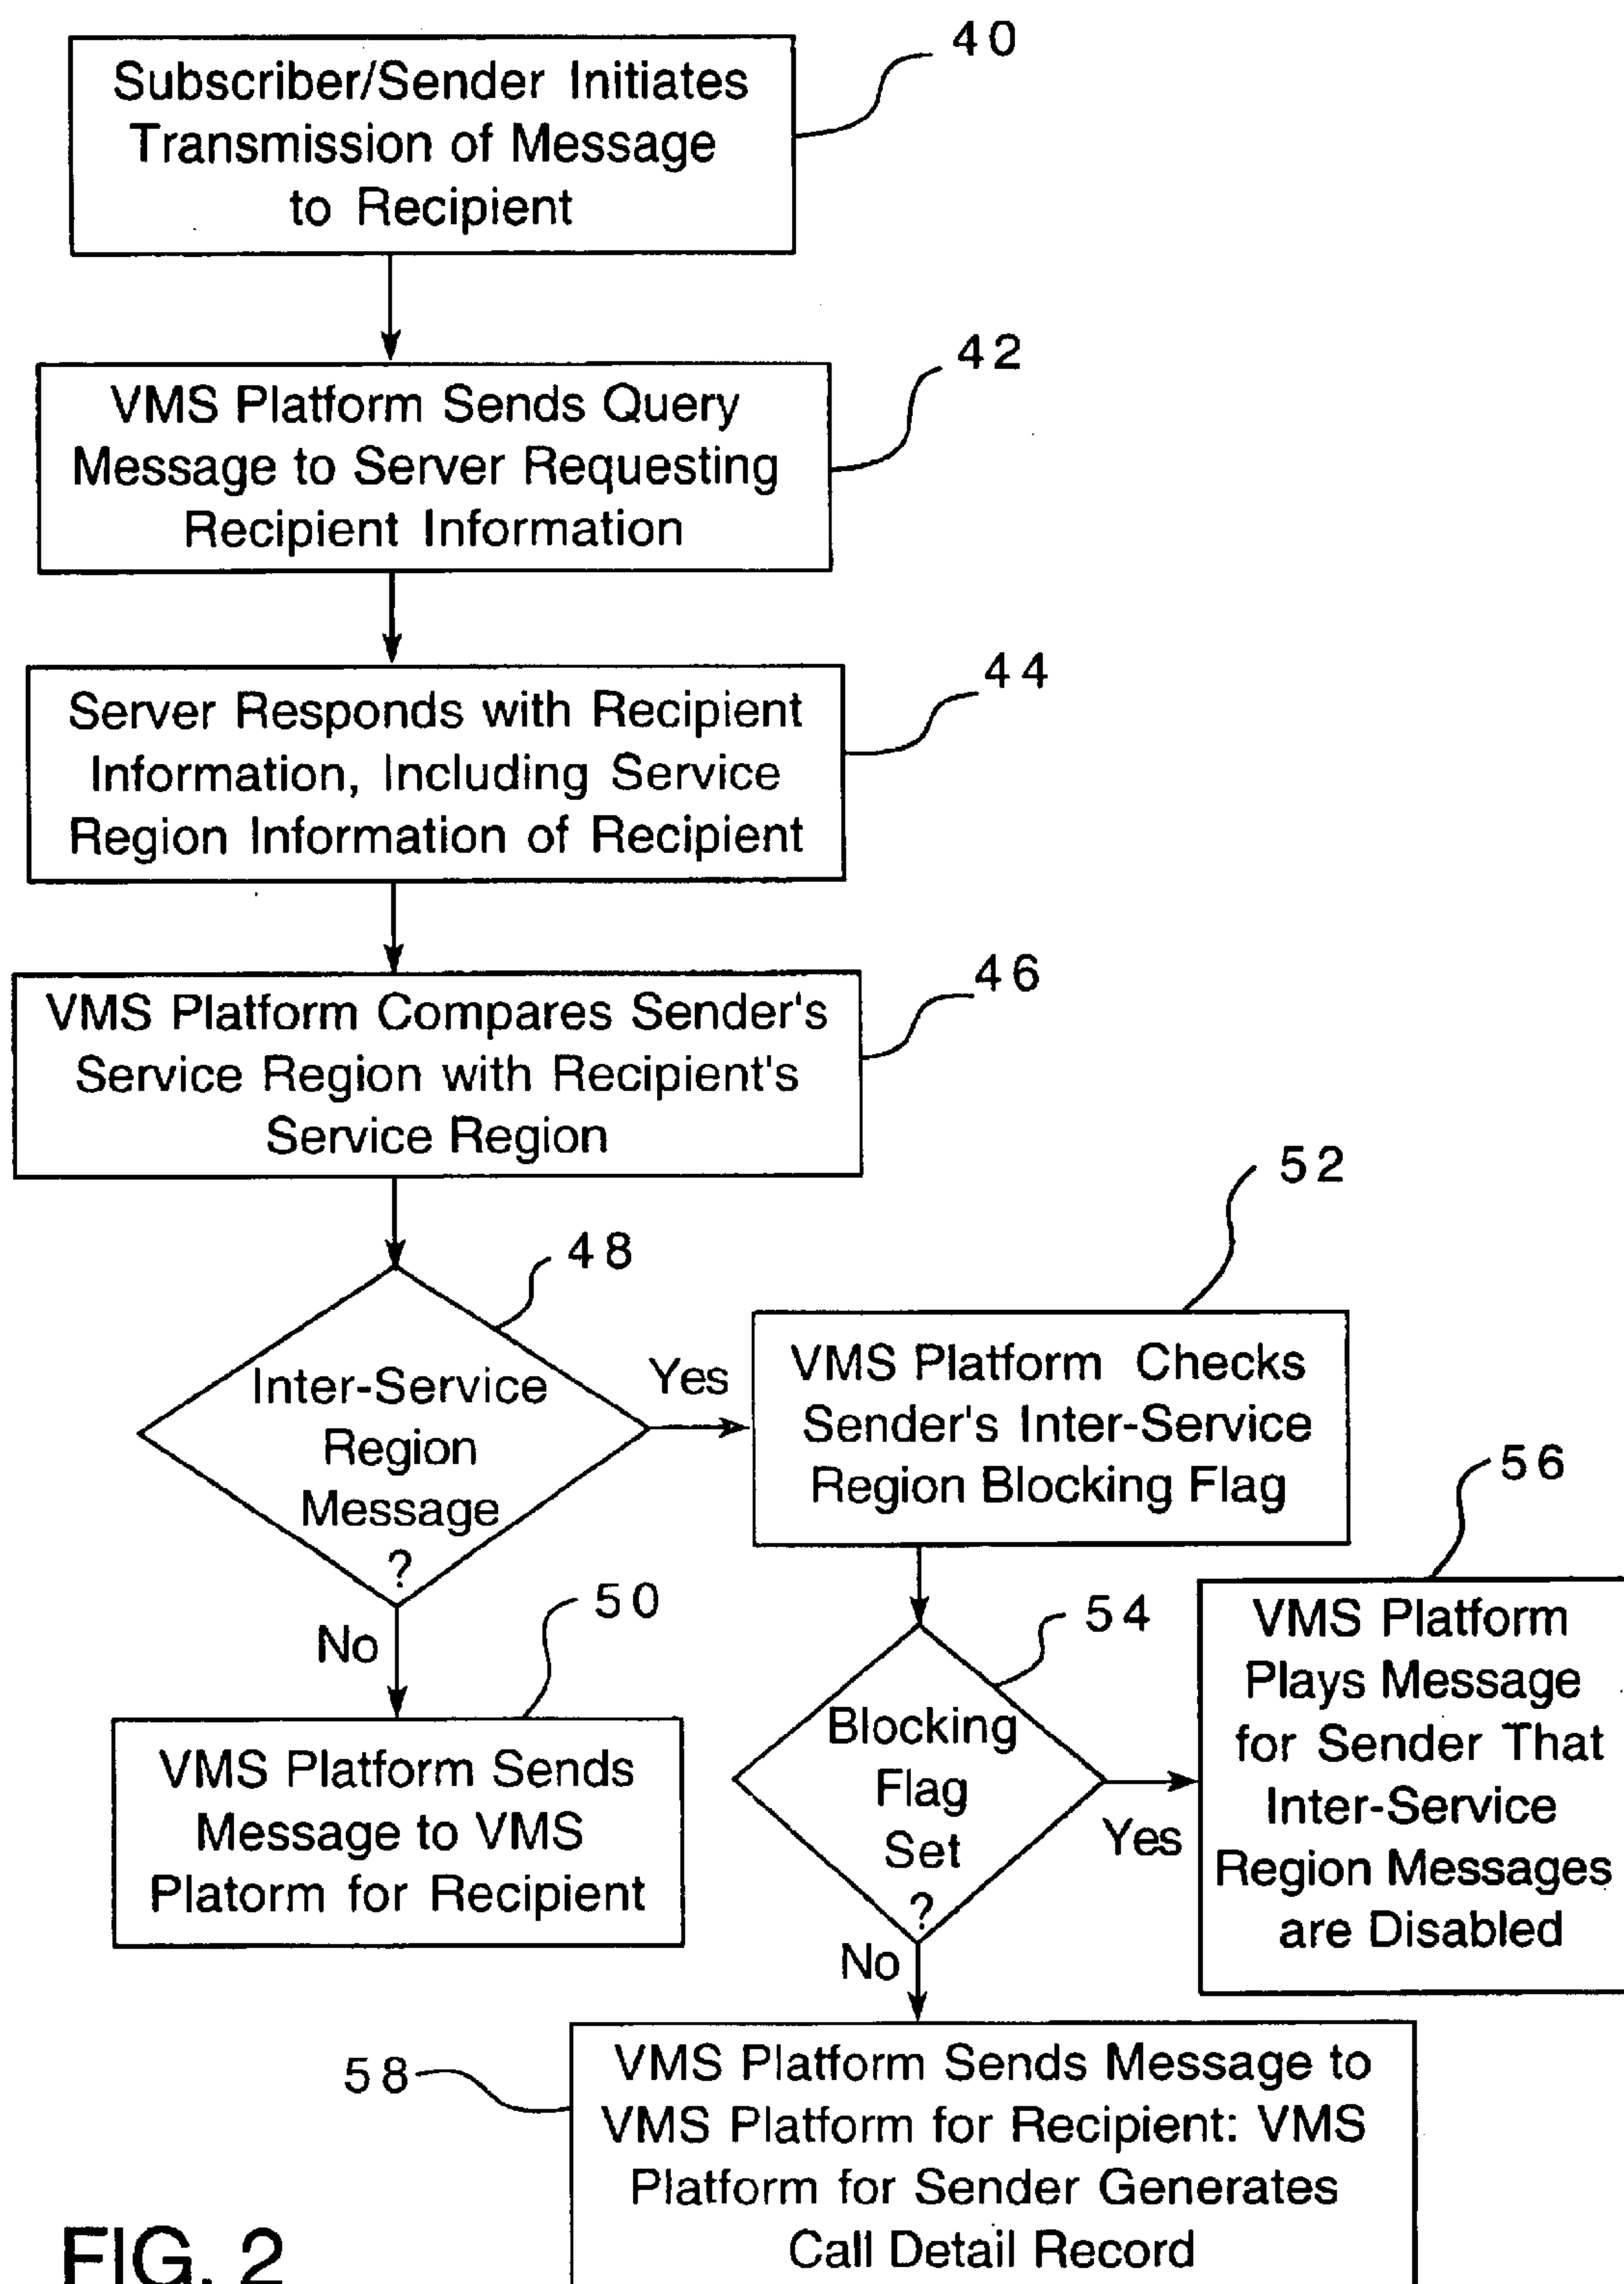 40
Subscriber/Sender Initiates
Transmission of Message
to Recipient
42
VMS Platform Sends Query
Message to Server Requesting
Recipient Information
44
Server Responds with Recipient
Information, Including Service
Region Information of Recipient
46
VMS Platform Compares Sender's
Service Region with Recipient's
Service Region
48
Inter-Service
Region
Message
?
Yes
No
52
VMS Platform Checks
Sender's Inter-Service
Region Blocking Flag
50
VMS Platform Sends
Message to VMS
Platorm for Recipient
54
Blocking
Flag
Set
?
Yes
No
56
VMS Platform
Plays Message
for Sender That
Inter-Service
Region Messages
are Disabled
58
VMS Platform Sends Message to
VMS Platform for Recipient: VMS
Platform for Sender Generates
Call Detail Record
FIG. 2